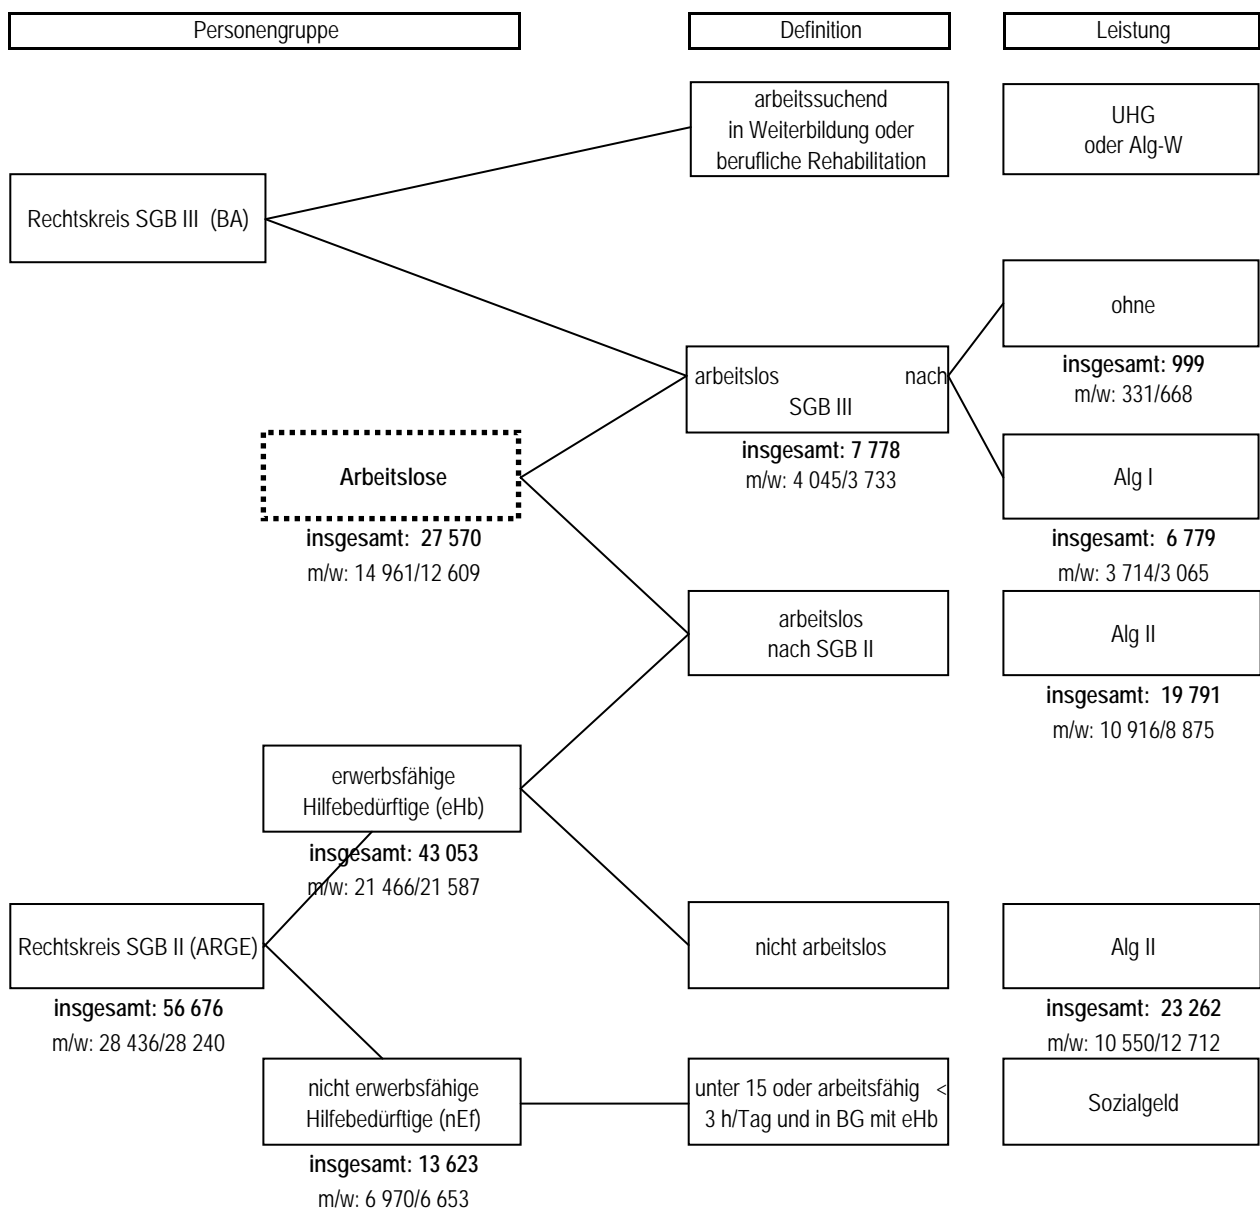 Personengruppe
Definition
Leistung
arbeitssuchend
in Weiterbildung oder
berufliche Rehabilitation
UHG
oder Alg-W
Rechtskreis SGB III (BA)
ohne
insgesamt: 999
m/w: 331/668
arbeitslos nach
SGB III
insgesamt: 7 778
m/w: 4 045/3 733
Arbeitslose
insgesamt: 27 570
m/w: 14 961/12 609
Alg I
insgesamt: 6 779
m/w: 3 714/3 065
arbeitslos
nach SGB II
Alg II
insgesamt: 19 791
m/w: 10 916/8 875
erwerbsfähige
Hilfebedürftige (eHb)
insgesamt: 43 053
m/w: 21 466/21 587
Rechtskreis SGB II (ARGE)
insgesamt: 56 676
m/w: 28 436/28 240
nicht arbeitslos
Alg II
insgesamt: 23 262
m/w: 10 550/12 712
nicht erwerbsfähige
Hilfebedürftige (nEf)
insgesamt: 13 623
m/w: 6 970/6 653
unter 15 oder arbeitsfähig <
3 h/Tag und in BG mit eHb
Sozialgeld